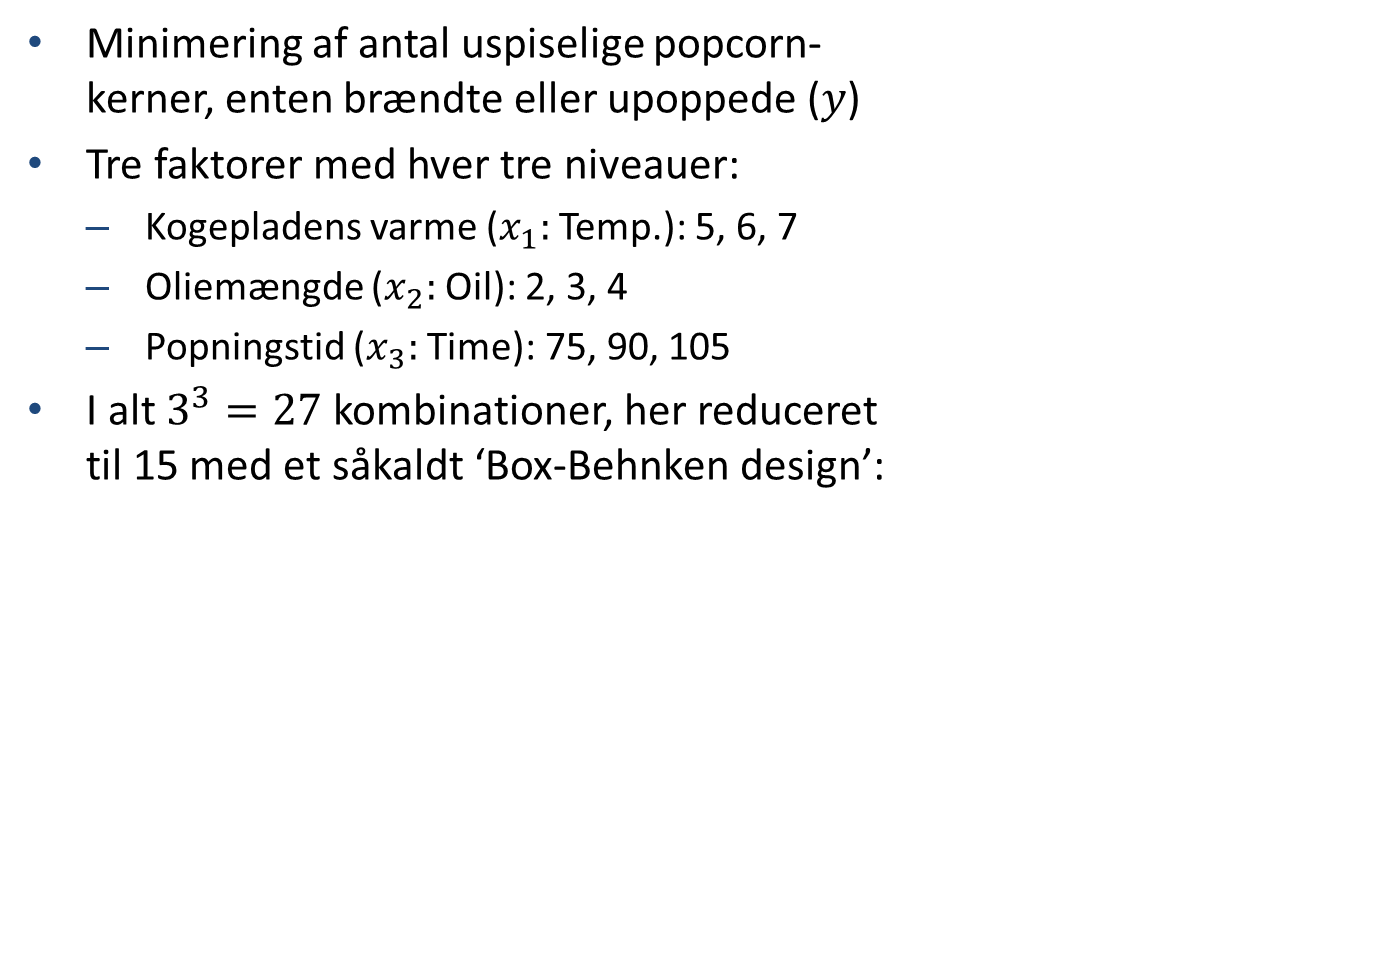 • Minimering af antal uspiselige popcorn-
kerner, enten brændte eller upoppede (𝑦)
• Tre faktorer med hver tre niveauer:
– Kogepladens varme (𝑥₁: Temp.): 5, 6, 7
– Oliemængde (𝑥₂: Oil): 2, 3, 4
– Popningstid (𝑥₃: Time): 75, 90, 105
• I alt 3³ = 27 kombinationer, her reduceret
til 15 med et såkaldt ‘Box-Behnken design’: